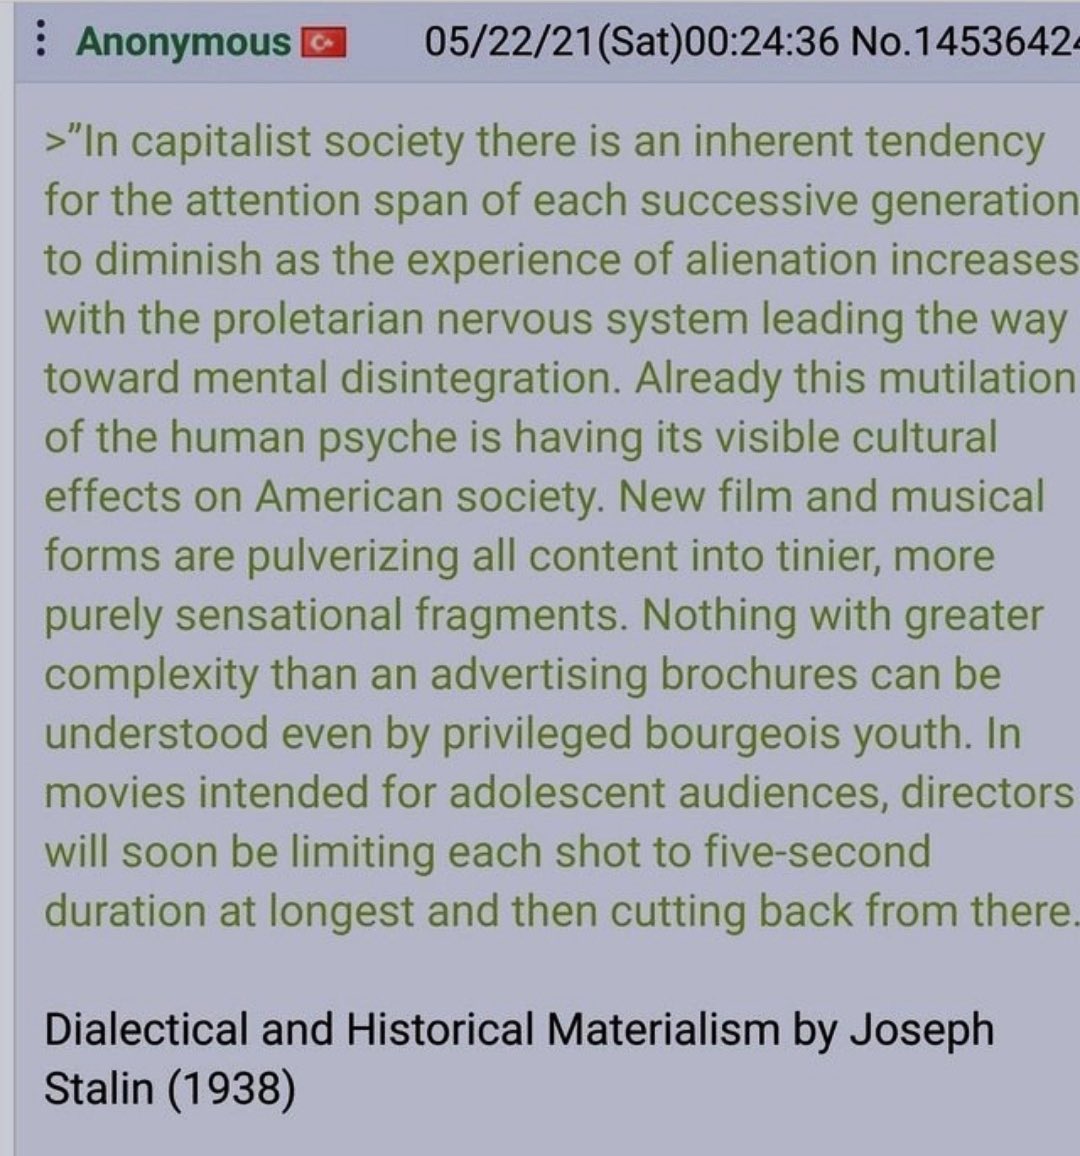 Anonymous 05/22/21(Sat)00:24:36 No.14536424
>”In capitalist society there is an inherent tendency
for the attention span of each successive generation
to diminish as the experience of alienation increases
with the proletarian nervous system leading the way
toward mental disintegration. Already this mutilation
of the human psyche is having its visible cultural
effects on American society. New film and musical
forms are pulverizing all content into tinier, more
purely sensational fragments. Nothing with greater
complexity than an advertising brochures can be
understood even by privileged bourgeois youth. In
movies intended for adolescent audiences, directors
will soon be limiting each shot to five-second
duration at longest and then cutting back from there.
Dialectical and Historical Materialism by Joseph
Stalin (1938)